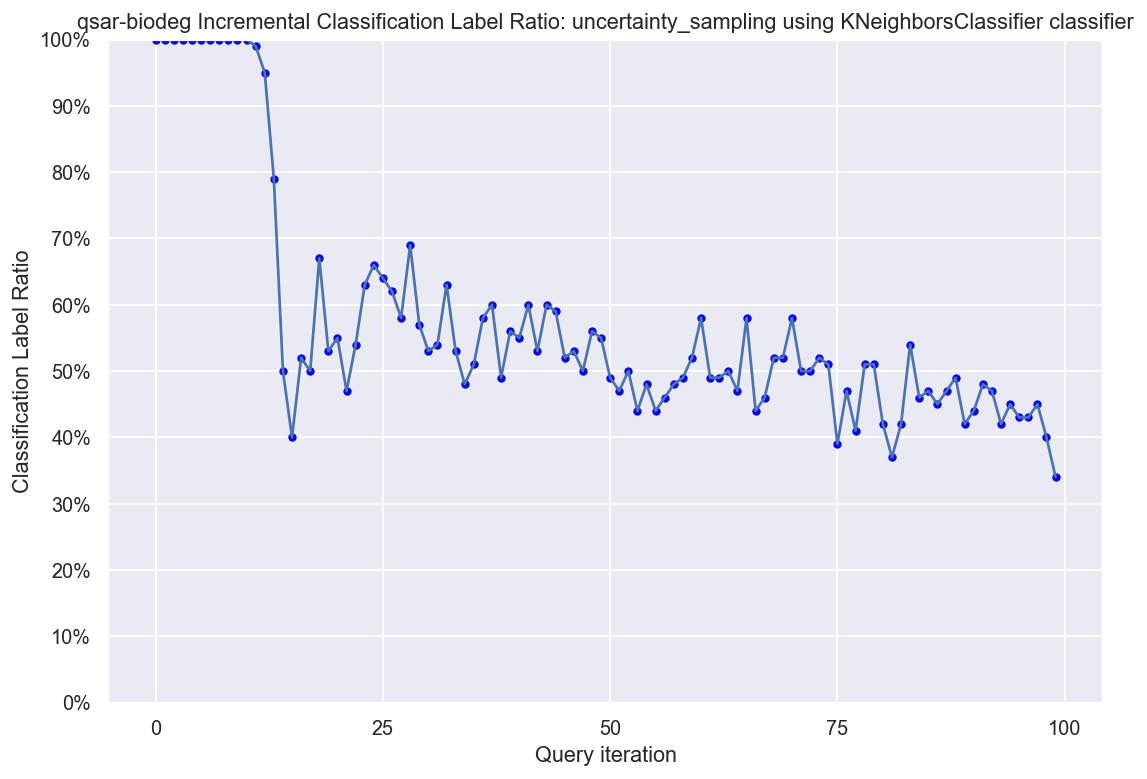 qsar-biodeg Incremental Classification Label Ratio: uncertainty_sampling using KNeighborsClassifier classifier
100%
90%
80%
70%
60%
50%
40%
30%
20%
10%
0%
Classification Label Ratio
0 25 50 75 100
Query iteration